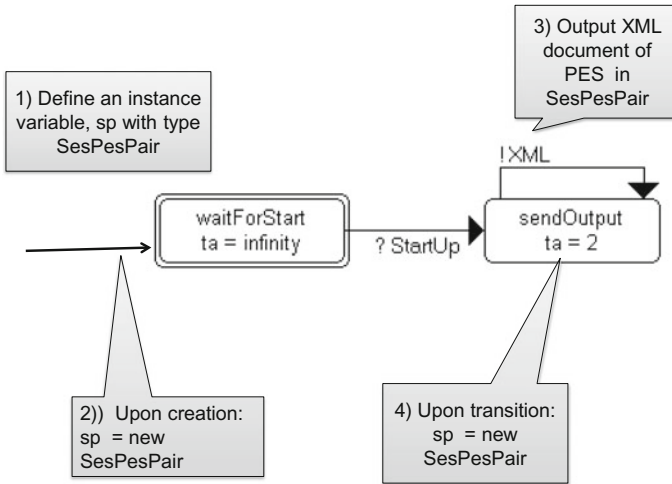 3) Output XML
document of
PES in
SesPesPair
1) Define an instance
variable, sp with type
SesPesPair
! XML
waitForStart
ta = infinity
? StartUp
sendOutput
ta = 2
2)) Upon creation:
sp = new
SesPesPair
4) Upon transition:
sp = new
SesPesPair